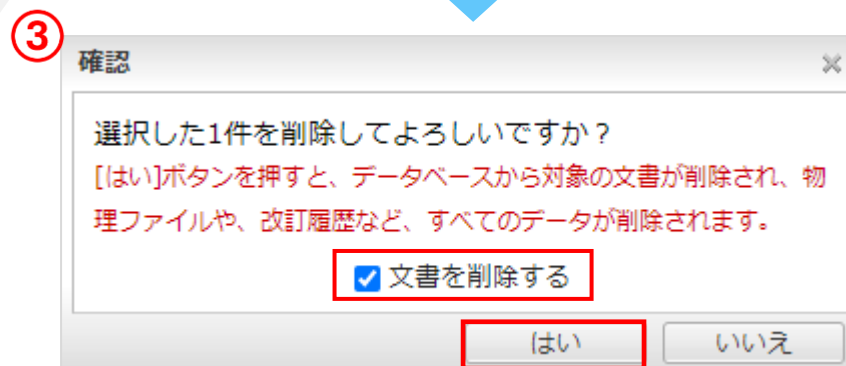 ③
確認
選択した1件を削除してよろしいですか？
[はい]ボタンを押すと、データベースから対象の文書が削除され、物
理ファイルや、改訂履歴など、すべてのデータが削除されます。
文書を削除する
はい いいえ